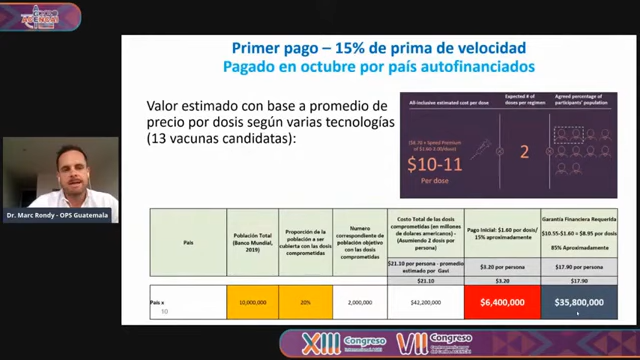 Primer pago – 15% de prima de velocidad
Pagado en octubre por país autofinanciados
Valor estimado con base a promedio de
precio por dosis según varias tecnologías
(13 vacunas candidatas):
All-inclusive estimated cost per dose
Expected # of
doses per regimen
Agreed percentage of
participants' population
$10-11
Per dose
2
Dr. Marc Rondy - OPS Guatemala
País
Población Total
(Banco Mundial,
2019)
Proporción de la
población a ser
cubierta con las dosis
comprometidas
Numero
correspondiente de
población objetivo con
las dosis
comprometidas
Costo Total de las dosis
comprometidas (en millones
de dolares americanos) -
(Asumiendo 2 dosis por
persona)
Pago Inicial: $1.60 por dosis/
15% aproximadamente
Garantía Financiera Requerida
$10.55-$1.60 = $8.95 por dosis
85% Aproximadamente
$21.10 por persona - promedio
estimado por Gavi
$3.20 por persona
$17.90 por persona
$21.10
$3.20
$17.90
País x
10,000,000
20%
2,000,000
$42,200,000
$6,400,000
$35,800,000
10
XIII Congreso
VII Congreso